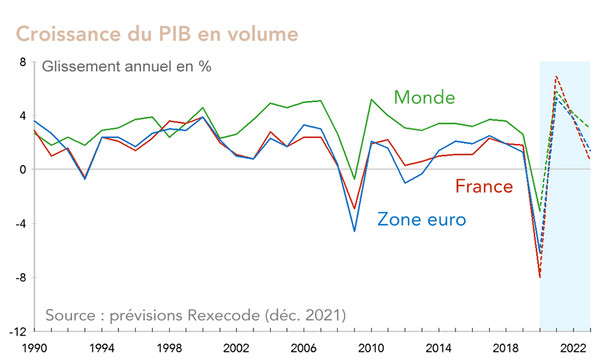 Croissance du PIB en volume
8
Glissement annuel en %
Monde
4
0
France
Zone euro
-4
-8
Source : prévisions Rexecode (déc. 2021)
-12
1990 1994 1998 2002 2006 2010 2014 2018 2022